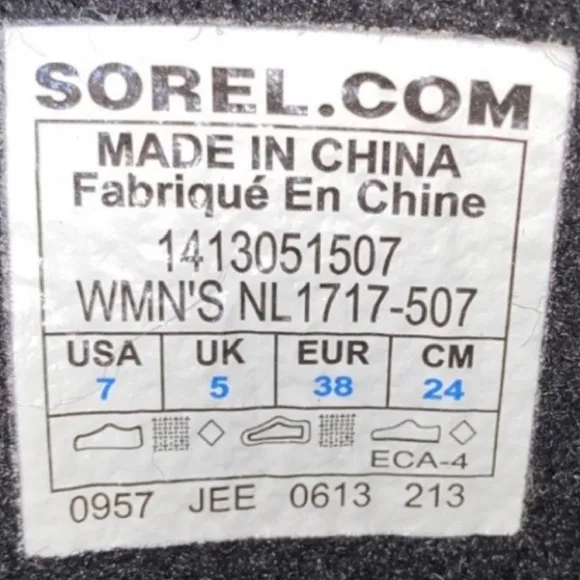 SOREL.COM
MADE IN CHINA
Fabriqué En Chine
1413051507
WMN'S NL1717-507
USA UK EUR CM
7 5 38 24
ECA-4
0957 JEE 0613 213